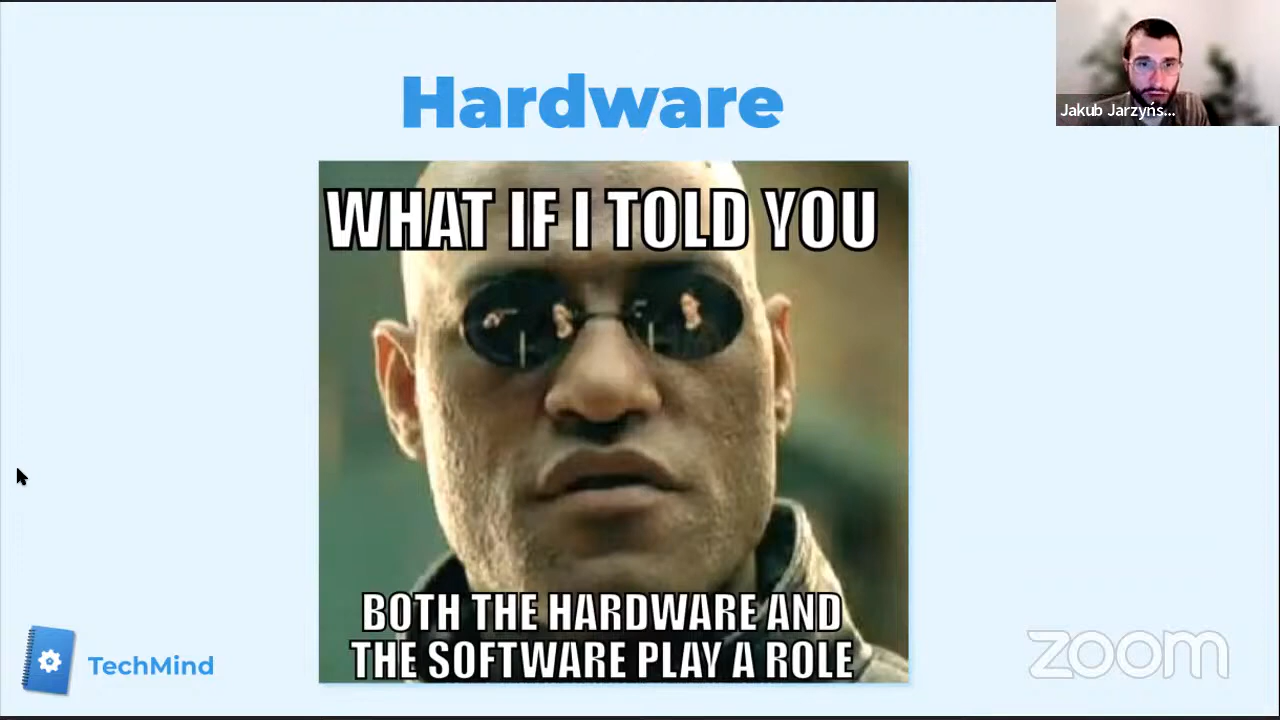 Hardware
Jakub Jarzyńs...
WHAT IF I TOLD YOU
BOTH THE HARDWARE AND
THE SOFTWARE PLAY A ROLE
TechMind
zoom